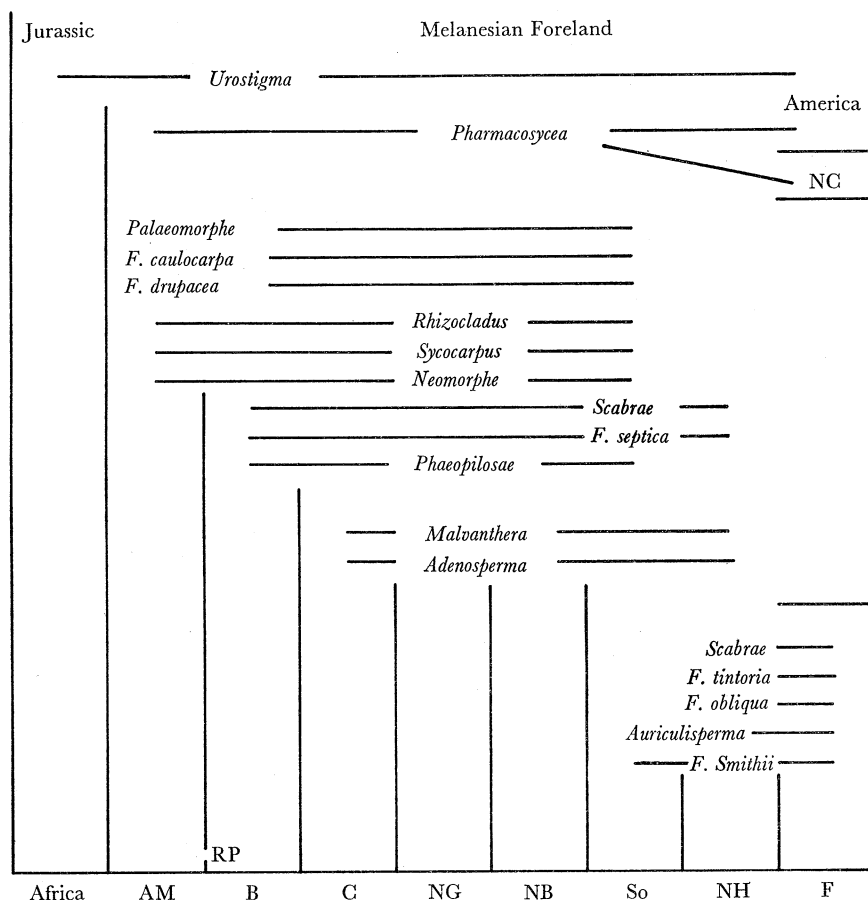 Jurassic Melanesian Foreland
Urostigma
America
Pharmacosycea
NC
Palaeomorphe
F. caulocarpa
F. drupacea
Rhizocladus
Sycocarpus
Neomorphe
Scabrae
F. septica
Phaeopilosae
Malvanthera
Adenosperma
Scabrae
F. tintoria
F. obliqua
Auriculisperma
F. Smithii
RP
Africa AM B C NG NB So NH F